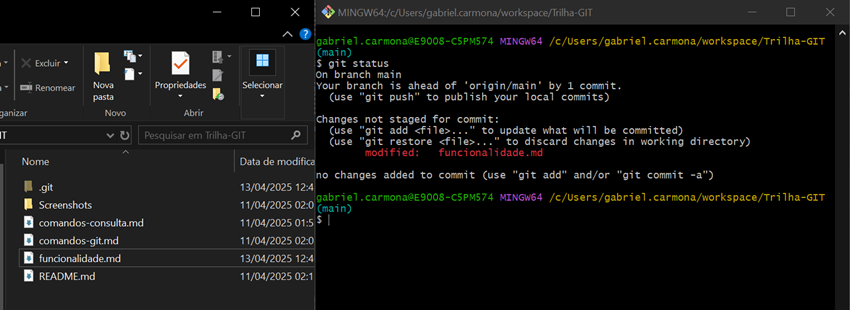 Excluir
Renomear
ganizar
Nova
pasta
Novo
Propriedades
Abrir
Selecionar
IT
Pesquisar em Trilha-GIT
Nome
Data de modifica
.git
13/04/2025 12:4
Screenshots
11/04/2025 02:0
comandos-consulta.md
11/04/2025 01:5
comandos-git.md
11/04/2025 02:0
funcionalidade.md
13/04/2025 12:4
README.md
11/04/2025 02:1
MINGW64:/c/Users/gabriel.carmona/workspace/Trilha-GIT
gabriel.carmona@E9008-C5PM574 MINGW64 /c/Users/gabriel.carmona/workspace/Trilha-GIT
(main)
$ git status
On branch main
Your branch is ahead of 'origin/main' by 1 commit.
(use "git push" to publish your local commits)
Changes not staged for commit:
(use "git add <file>..." to update what will be committed)
(use "git restore <file>..." to discard changes in working directory)
modified: funcionalidade.md
no changes added to commit (use "git add" and/or "git commit -a")
gabriel.carmona@E9008-C5PM574 MINGW64 /c/Users/gabriel.carmona/workspace/Trilha-GIT
(main)
$